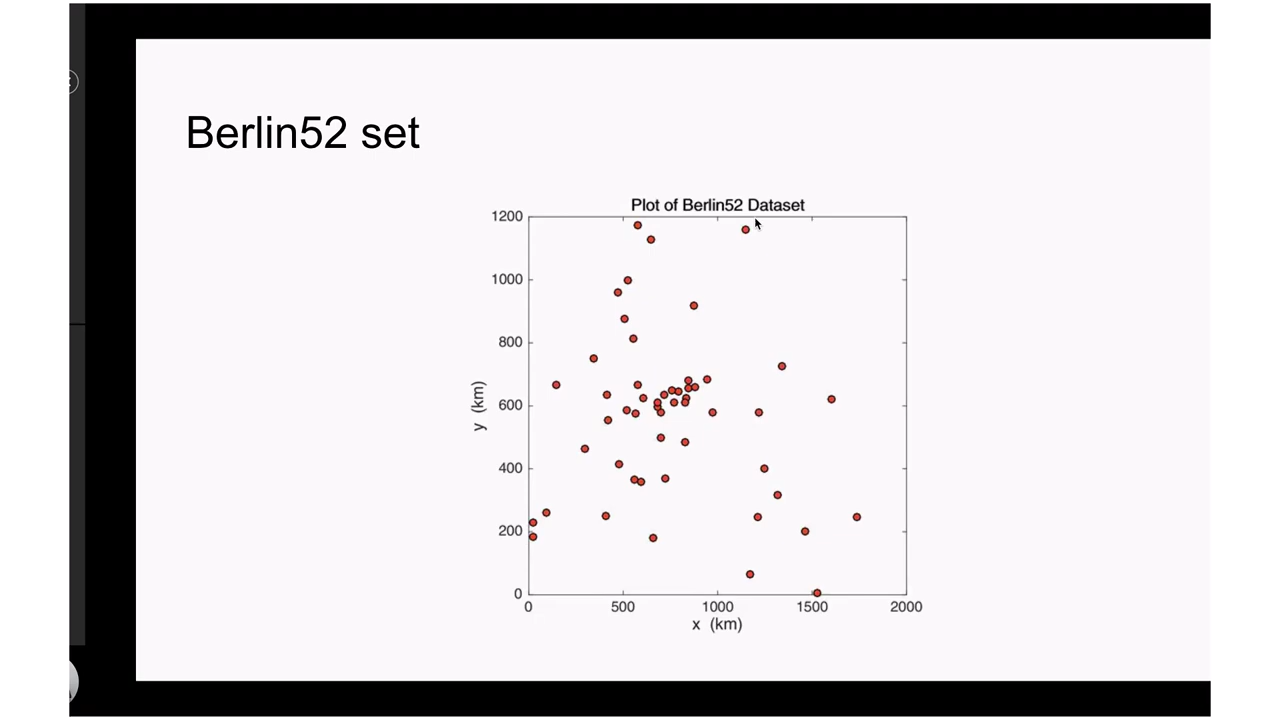 Berlin52 set
Plot of Berlin52 Dataset
1200
1000
800
600
400
200
0
y (km)
0 500 1000 1500 2000
x (km)